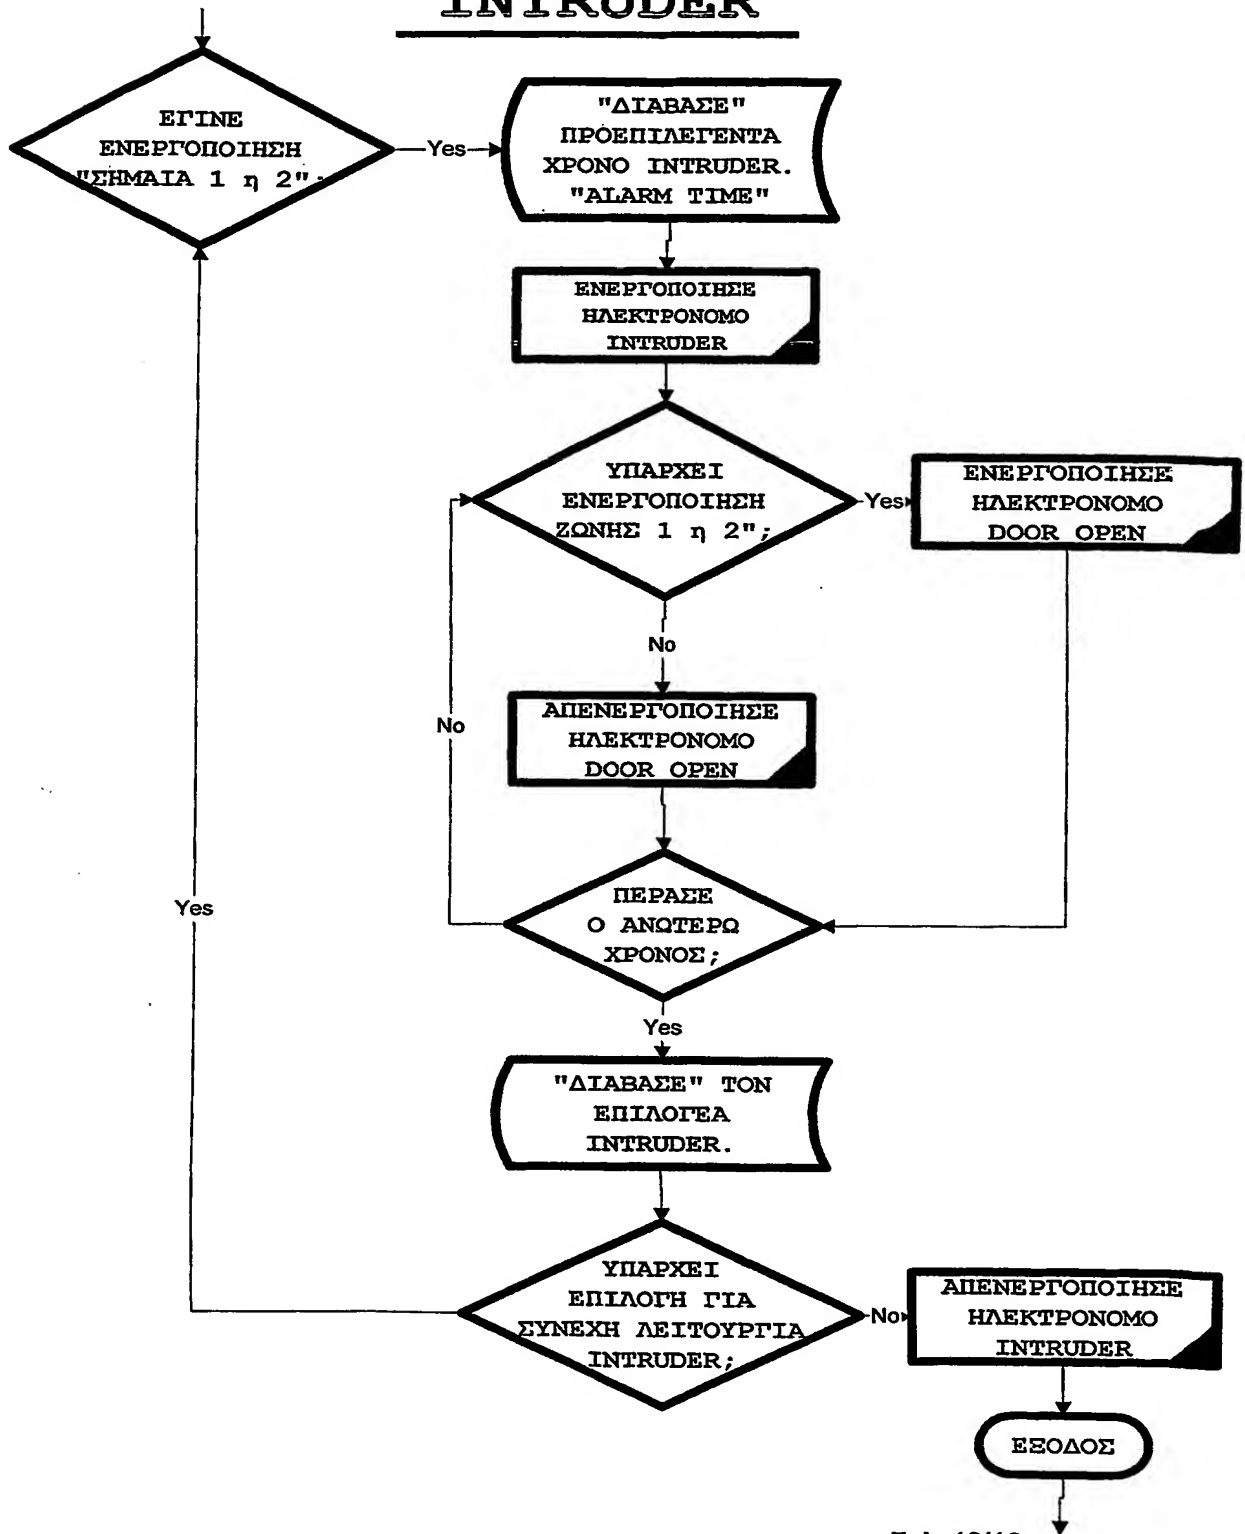 INTRUDER
ΕΓΙΝΕ
ΕΝΕΡΓΟΠΟΙΗΣΗ
"ΣΗΜΑΙΑ 1 η 2";
Yes
"ΔΙΑΒΑΣΕ"
ΠΡΟΕΠΙΛΕΓΕΝΤΑ
ΧΡΟΝΟ INTRUDER.
"ALARM TIME"
ΕΝΕΡΓΟΠΟΙΗΣΕ
ΗΛΕΚΤΡΟΝΟΜΟ
INTRUDER
ΥΠΑΡΧΕΙ
ΕΝΕΡΓΟΠΟΙΗΣΗ
ΖΩΝΗΣ 1 η 2";
Yes
ΕΝΕΡΓΟΠΟΙΗΣΕ
ΗΛΕΚΤΡΟΝΟΜΟ
DOOR OPEN
No
ΑΠΕΝΕΡΓΟΠΟΙΗΣΕ
ΗΛΕΚΤΡΟΝΟΜΟ
DOOR OPEN
No
ΠΕΡΑΣΕ
Ο ΑΝΩΤΕΡΩ
ΧΡΟΝΟΣ;
Yes
Yes
"ΔΙΑΒΑΣΕ" ΤΟΝ
ΕΠΙΛΟΓΕΑ
INTRUDER.
ΥΠΑΡΧΕΙ
ΕΠΙΛΟΓΗ ΓΙΑ
ΣΥΝΕΧΗ ΛΕΙΤΟΥΡΓΙΑ
INTRUDER;
No
ΑΠΕΝΕΡΓΟΠΟΙΗΣΕ
ΗΛΕΚΤΡΟΝΟΜΟ
INTRUDER
ΕΞΟΔΟΣ